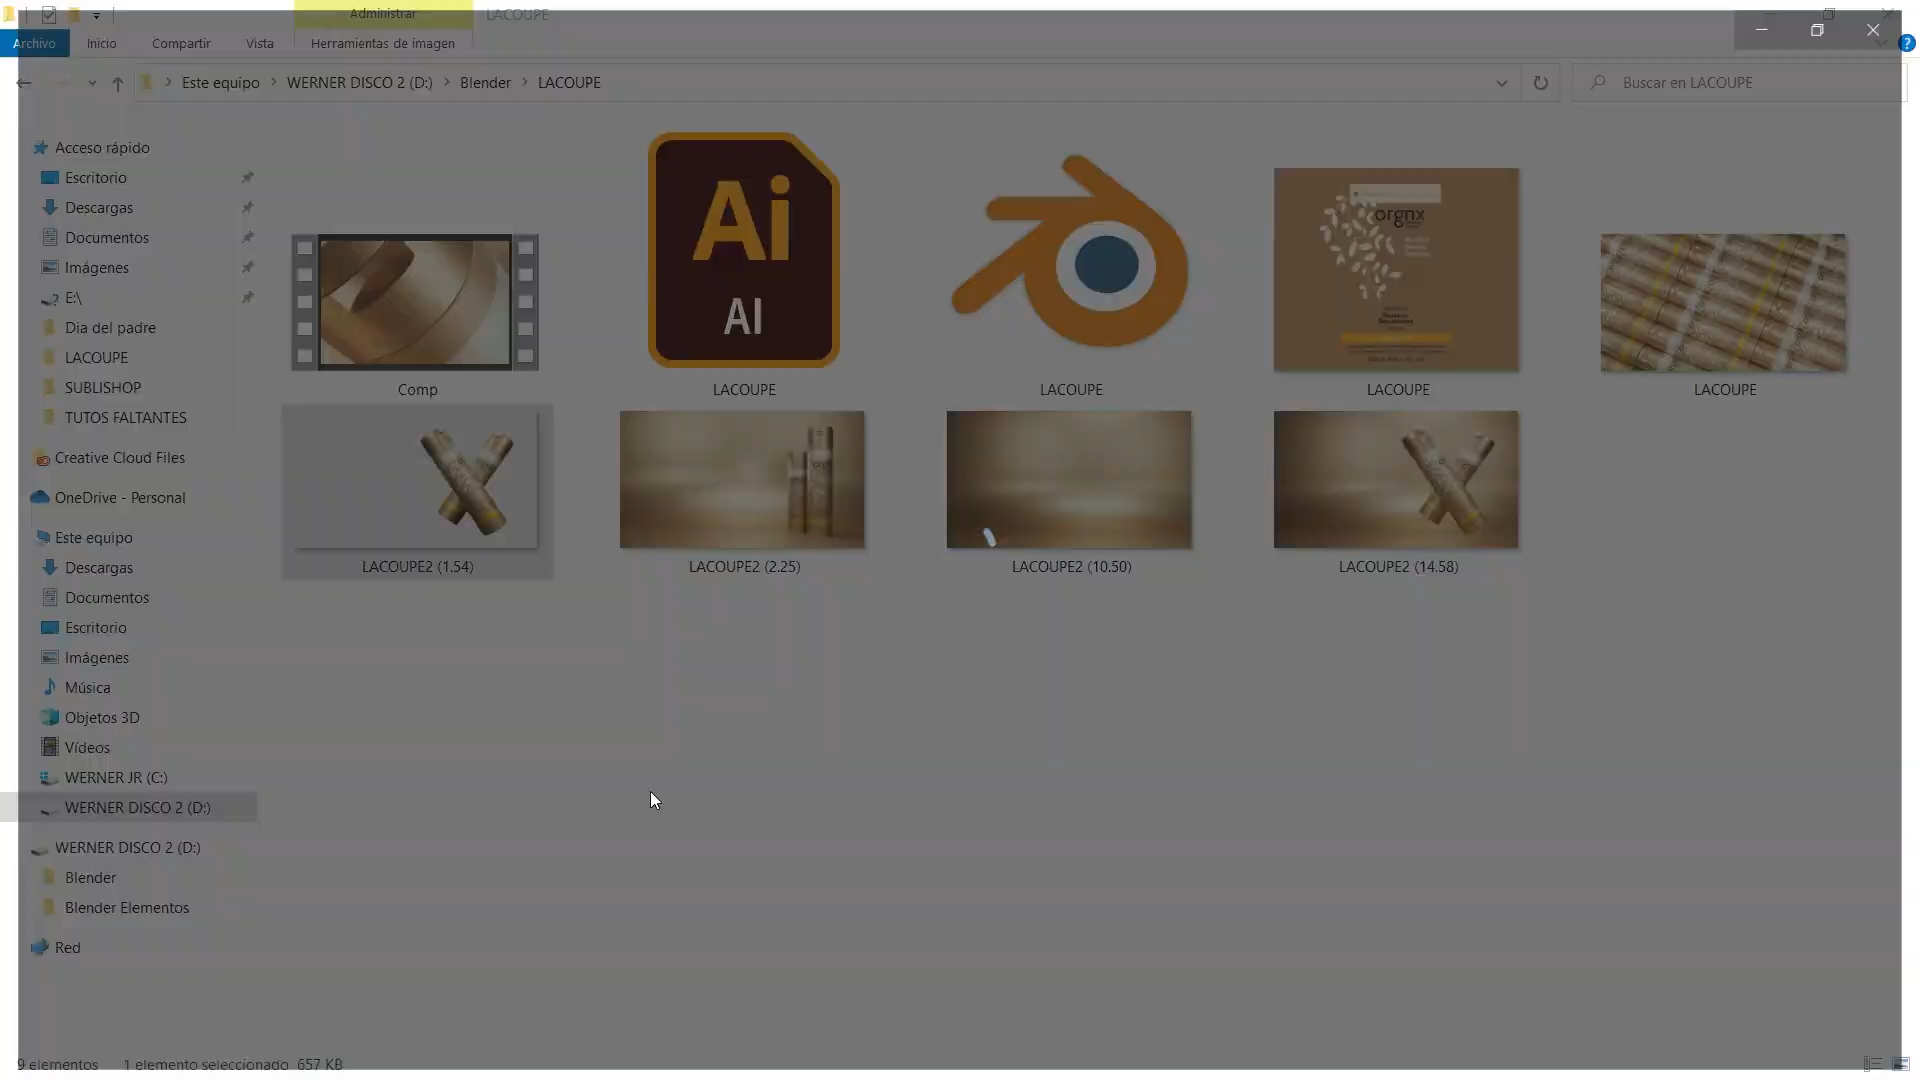 Administrar
LACOUPE
Archivo
Inicio
Compartir
Vista
Herramientas de imagen
Este equipo
WERNER DISCO 2 (D:)
Blender
LACOUPE
Buscar en LACOUPE
Acceso rápido
Escritorio
Descargas
Documentos
Imágenes
E:\
Dia del padre
LACOUPE
SUBLISHOP
TUTOS FALTANTES
Creative Cloud Files
OneDrive - Personal
Este equipo
Descargas
Documentos
Escritorio
Imágenes
Música
Objetos 3D
Vídeos
WERNER JR (C:)
WERNER DISCO 2 (D:)
WERNER DISCO 2 (D:)
Blender
Blender Elementos
Red
Ai
AI
orgnx
Comp
LACOUPE
LACOUPE
LACOUPE
LACOUPE
LACOUPE2 (1.54)
LACOUPE2 (2.25)
LACOUPE2 (10.50)
LACOUPE2 (14.58)
9 elementos
1 elemento seleccionado 657 KB